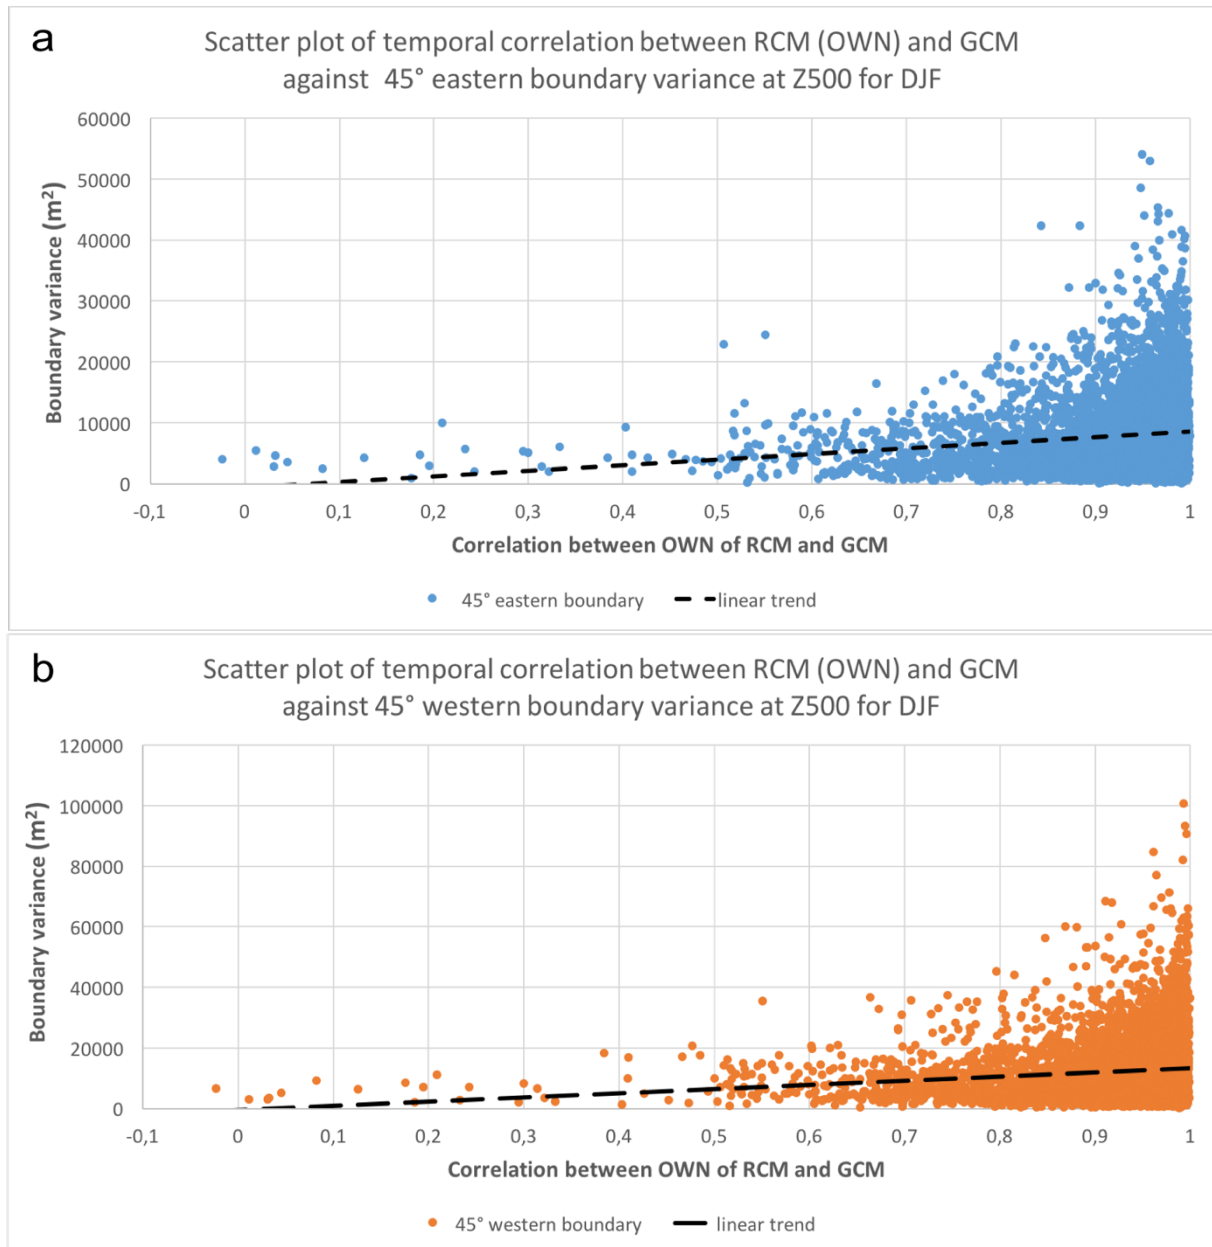 a
Scatter plot of temporal correlation between RCM (OWN) and GCM
against 45° eastern boundary variance at Z500 for DJF
60000
50000
40000
30000
20000
10000
0
Boundary variance (m²)
-0,1 0 0,1 0,2 0,3 0,4 0,5 0,6 0,7 0,8 0,9 1
Correlation between OWN of RCM and GCM
45° eastern boundary linear trend
b
Scatter plot of temporal correlation between RCM (OWN) and GCM
against 45° western boundary variance at Z500 for DJF
120000
100000
80000
60000
40000
20000
0
Boundary variance (m²)
-0,1 0 0,1 0,2 0,3 0,4 0,5 0,6 0,7 0,8 0,9 1
Correlation between OWN of RCM and GCM
45° western boundary linear trend